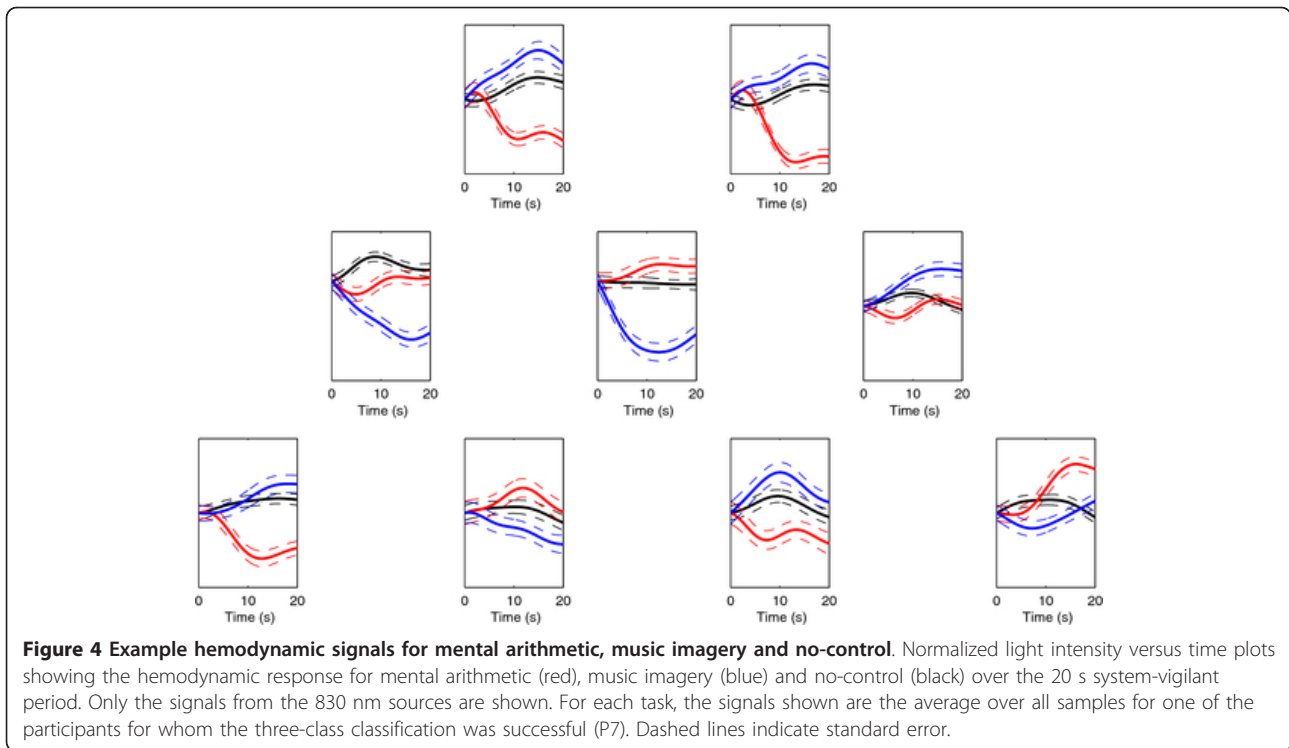 0 10 20 0 10 20
Time (s) Time (s)
0 10 20 0 10 20 0 10 20
Time (s) Time (s) Time (s)
0 10 20 0 10 20 0 10 20 0 10 20
Time (s) Time (s) Time (s) Time (s)
Figure 4 Example hemodynamic signals for mental arithmetic, music imagery and no-control. Normalized light intensity versus time plots
showing the hemodynamic response for mental arithmetic (red), music imagery (blue) and no-control (black) over the 20 s system-vigilant
period. Only the signals from the 830 nm sources are shown. For each task, the signals shown are the average over all samples for one of the
participants for whom the three-class classification was successful (P7). Dashed lines indicate standard error.